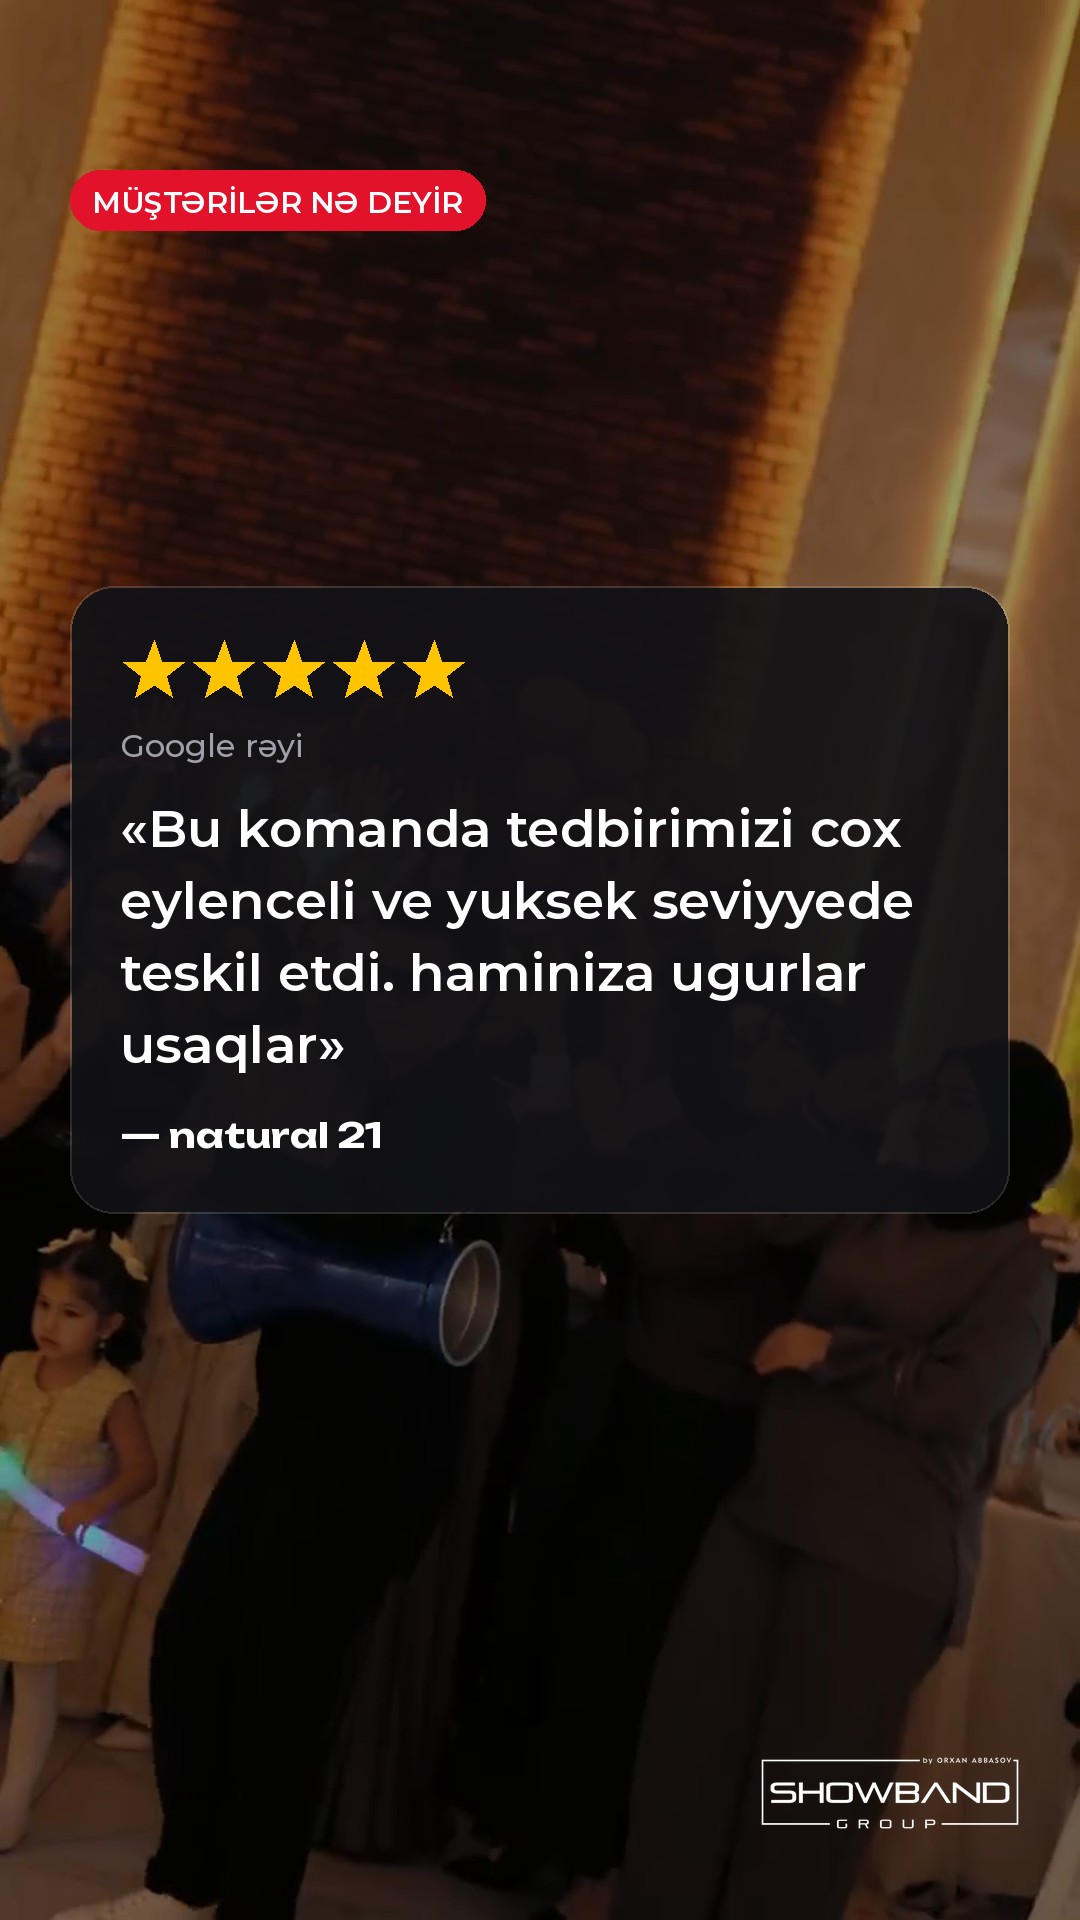 MÜŞTƏRİLƏR NƏ DEYİR
Google rəyi
«Bu komanda tedbirimizi cox
eylenceli ve yuksek seviyyede
teskil etdi. haminiza ugurlar
usaqlar»
— natural 21
by ORXAN ABBASOV
SHOWBAND
GROUP